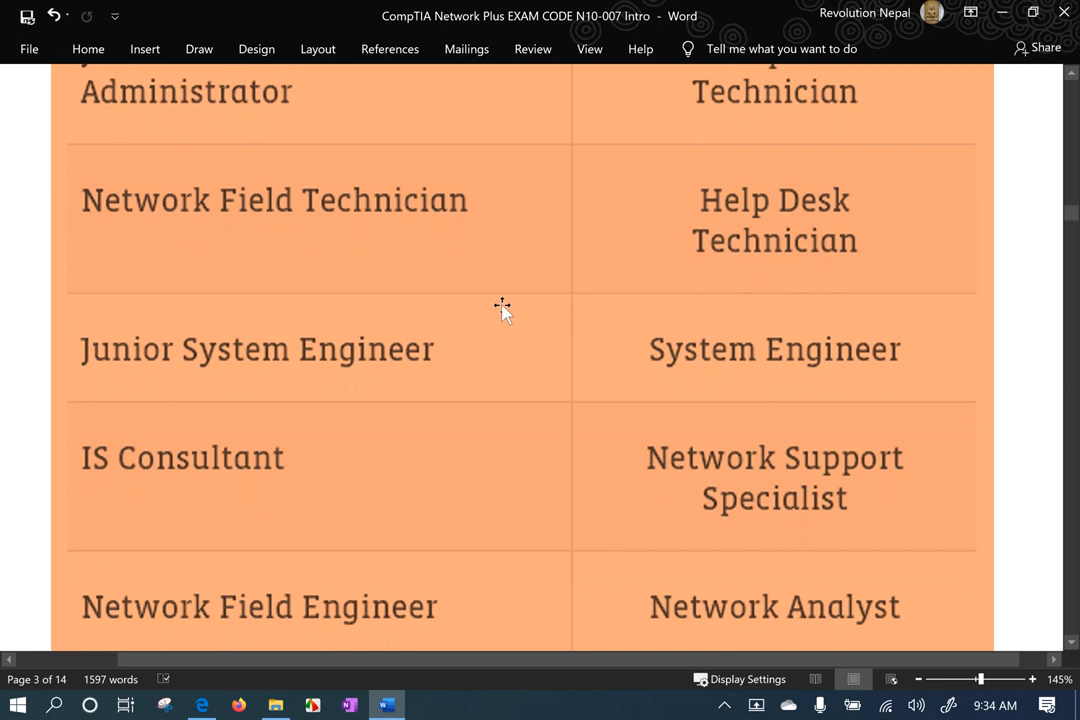 CompTIA Network Plus EXAM CODE N10-007 Intro - Word
Revolution Nepal
File Home Insert Draw Design Layout References Mailings Review View Help Tell me what you want to do Share
Administrator
Technician
Network Field Technician
Help Desk
Technician
Junior System Engineer
System Engineer
IS Consultant
Network Support
Specialist
Network Field Engineer
Network Analyst
Page 3 of 14 1597 words Display Settings 145%
9:34 AM